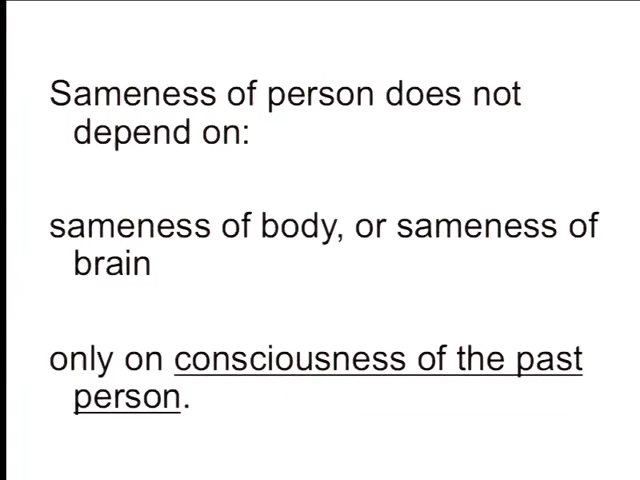 Sameness of person does not
depend on:
sameness of body, or sameness of
brain
only on consciousness of the past
person.